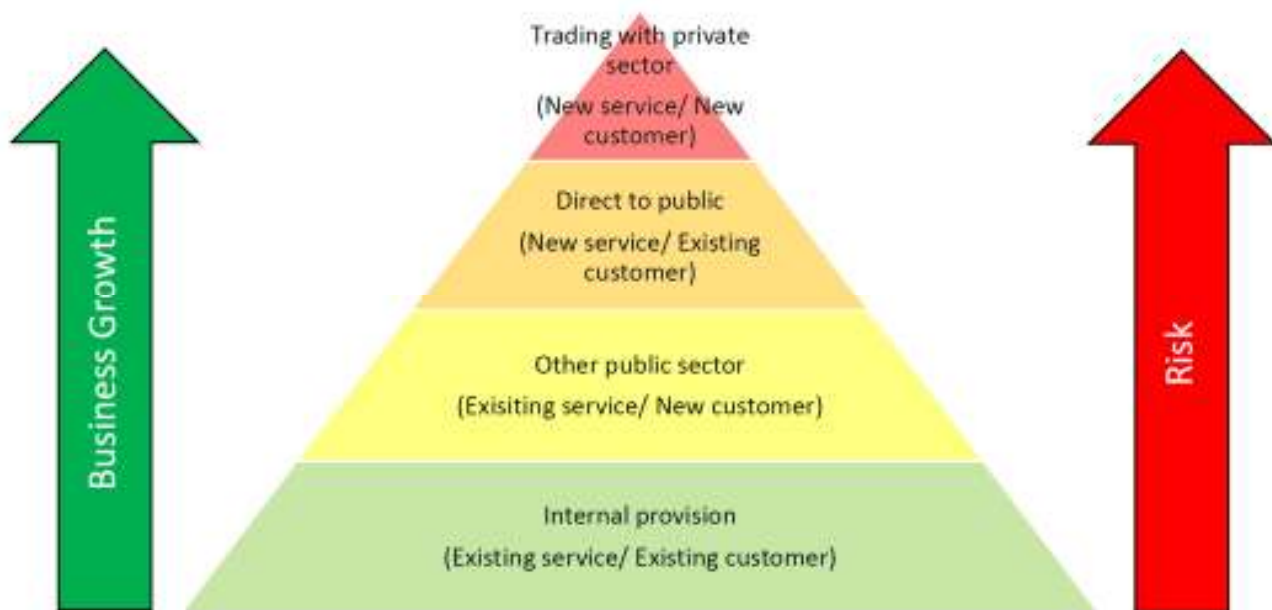 Trading with private
sector
(New service/ New
customer)
Direct to public
(New service/ Existing
customer)
Other public sector
(Exisiting service/ New customer)
Internal provision
(Existing service/ Existing customer)
Business Growth
Risk